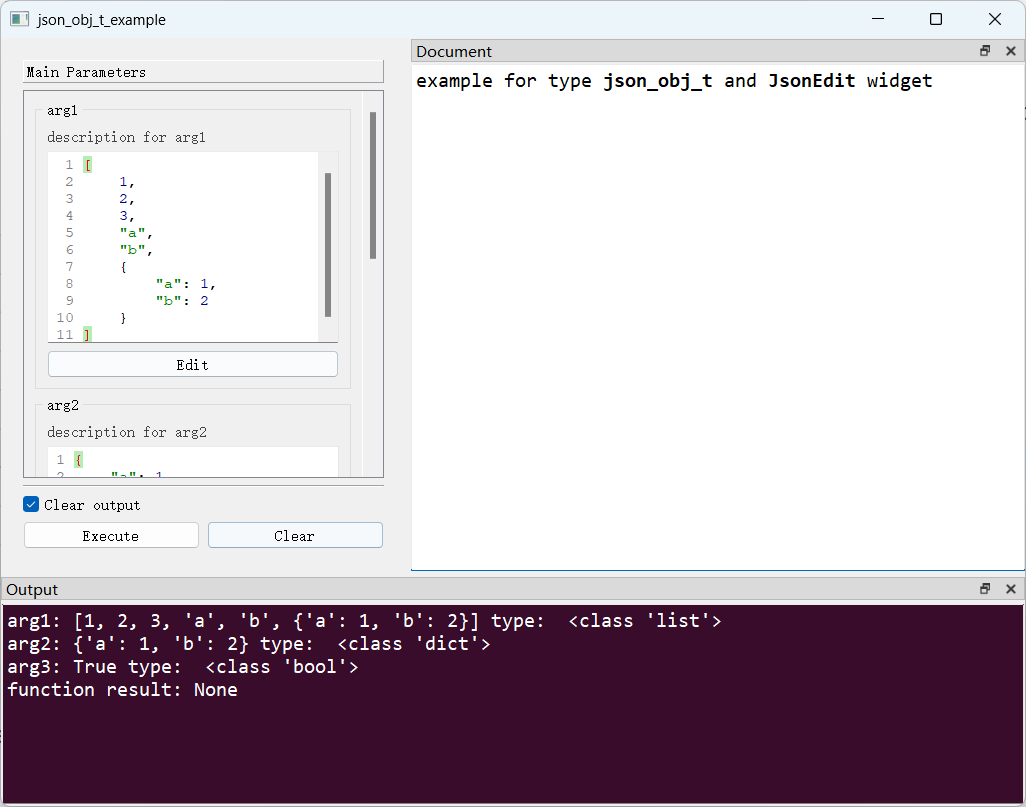 json_obj_t_example
Main Parameters
arg1
description for arg1
1 [
2 1,
3 2,
4 3,
5 "a",
6 "b",
7 {
8 "a": 1,
9 "b": 2
10 }
11 ]
Edit
arg2
description for arg2
1 {
2 "a": 1
Clear output
Execute Clear
Document
example for type json_obj_t and JsonEdit widget
Output
arg1: [1, 2, 3, 'a', 'b', {'a': 1, 'b': 2}] type:  <class 'list'>
arg2: {'a': 1, 'b': 2} type:  <class 'dict'>
arg3: True type:  <class 'bool'>
function result: None